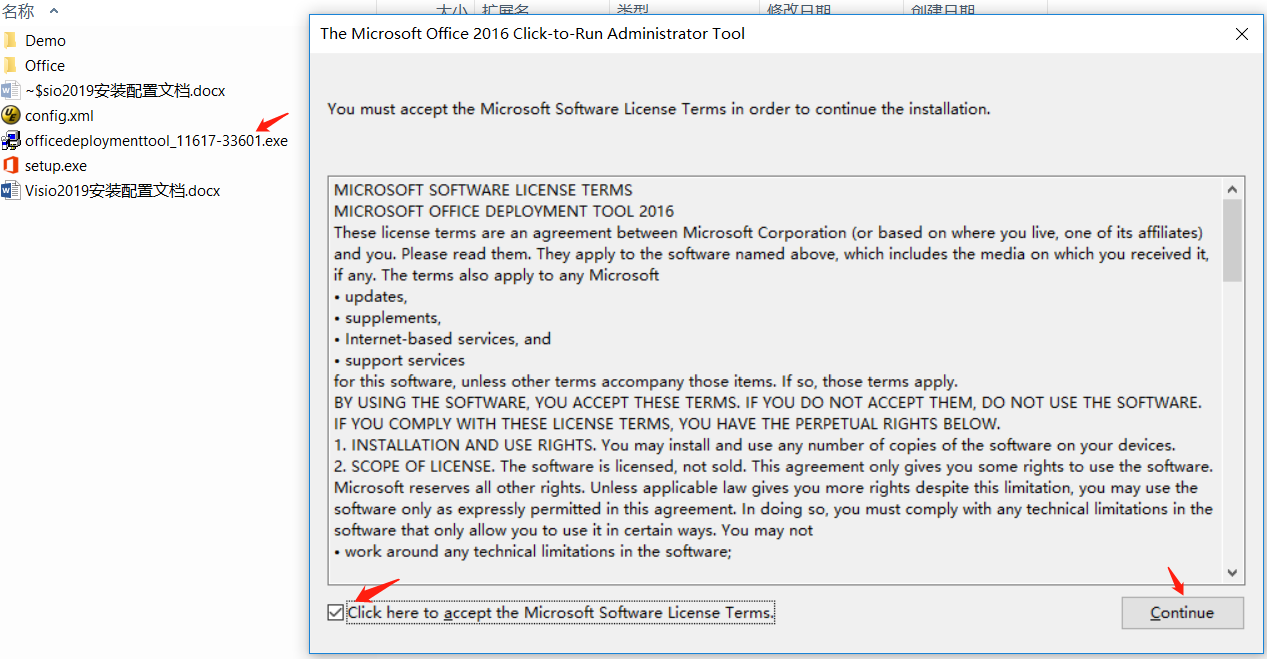 名称
大小
扩展名
类型
修改日期
创建日期
Demo
Office
~$sio2019安装配置文档.docx
config.xml
officedeploymenttool_11617-33601.exe
setup.exe
Visio2019安装配置文档.docx
The Microsoft Office 2016 Click-to-Run Administrator Tool
You must accept the Microsoft Software License Terms in order to continue the installation.
MICROSOFT SOFTWARE LICENSE TERMS
MICROSOFT OFFICE DEPLOYMENT TOOL 2016
These license terms are an agreement between Microsoft Corporation (or based on where you live, one of its affiliates)
and you. Please read them. They apply to the software named above, which includes the media on which you received it,
if any. The terms also apply to any Microsoft
• updates,
• supplements,
• Internet-based services, and
• support services
for this software, unless other terms accompany those items. If so, those terms apply.
BY USING THE SOFTWARE, YOU ACCEPT THESE TERMS. IF YOU DO NOT ACCEPT THEM, DO NOT USE THE SOFTWARE.
IF YOU COMPLY WITH THESE LICENSE TERMS, YOU HAVE THE PERPETUAL RIGHTS BELOW.
1. INSTALLATION AND USE RIGHTS. You may install and use any number of copies of the software on your devices.
2. SCOPE OF LICENSE. The software is licensed, not sold. This agreement only gives you some rights to use the software.
Microsoft reserves all other rights. Unless applicable law gives you more rights despite this limitation, you may use the
software only as expressly permitted in this agreement. In doing so, you must comply with any technical limitations in the
software that only allow you to use it in certain ways. You may not
• work around any technical limitations in the software;
Click here to accept the Microsoft Software License Terms.
Continue